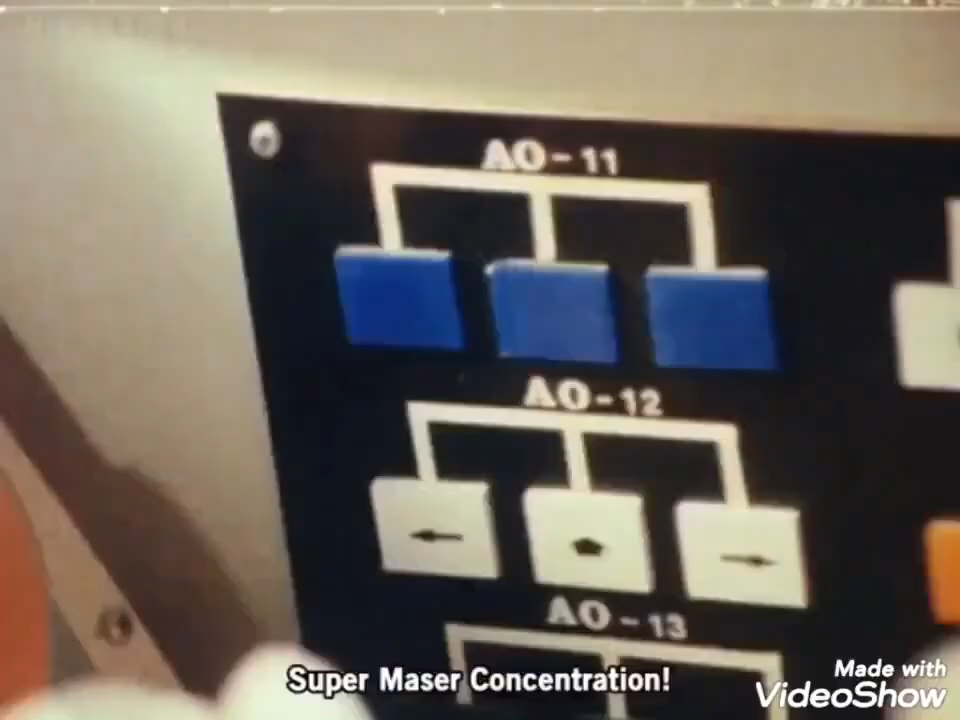 AO-11
AO-12
AO-13
Super Maser Concentration!
Made with
VideoShow